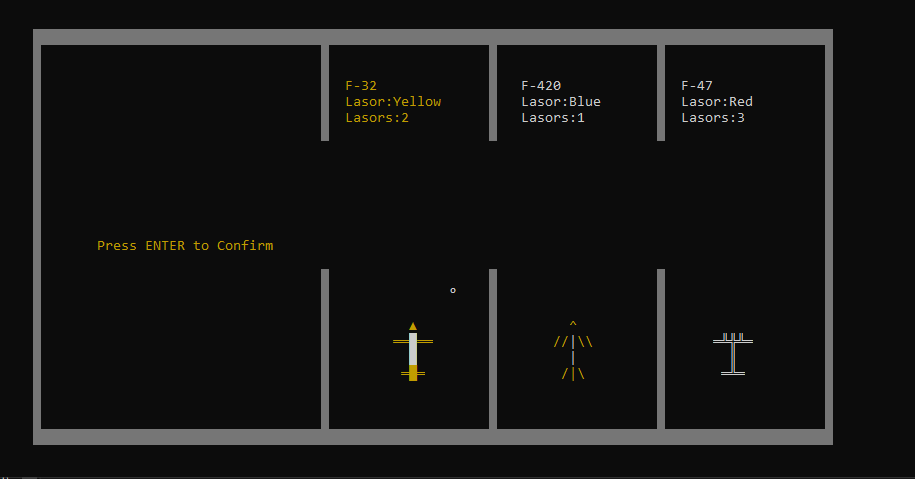 F-32
Lasor:Yellow
Lasors:2
F-420
Lasor:Blue
Lasors:1
F-47
Lasor:Red
Lasors:3
Press ENTER to Confirm